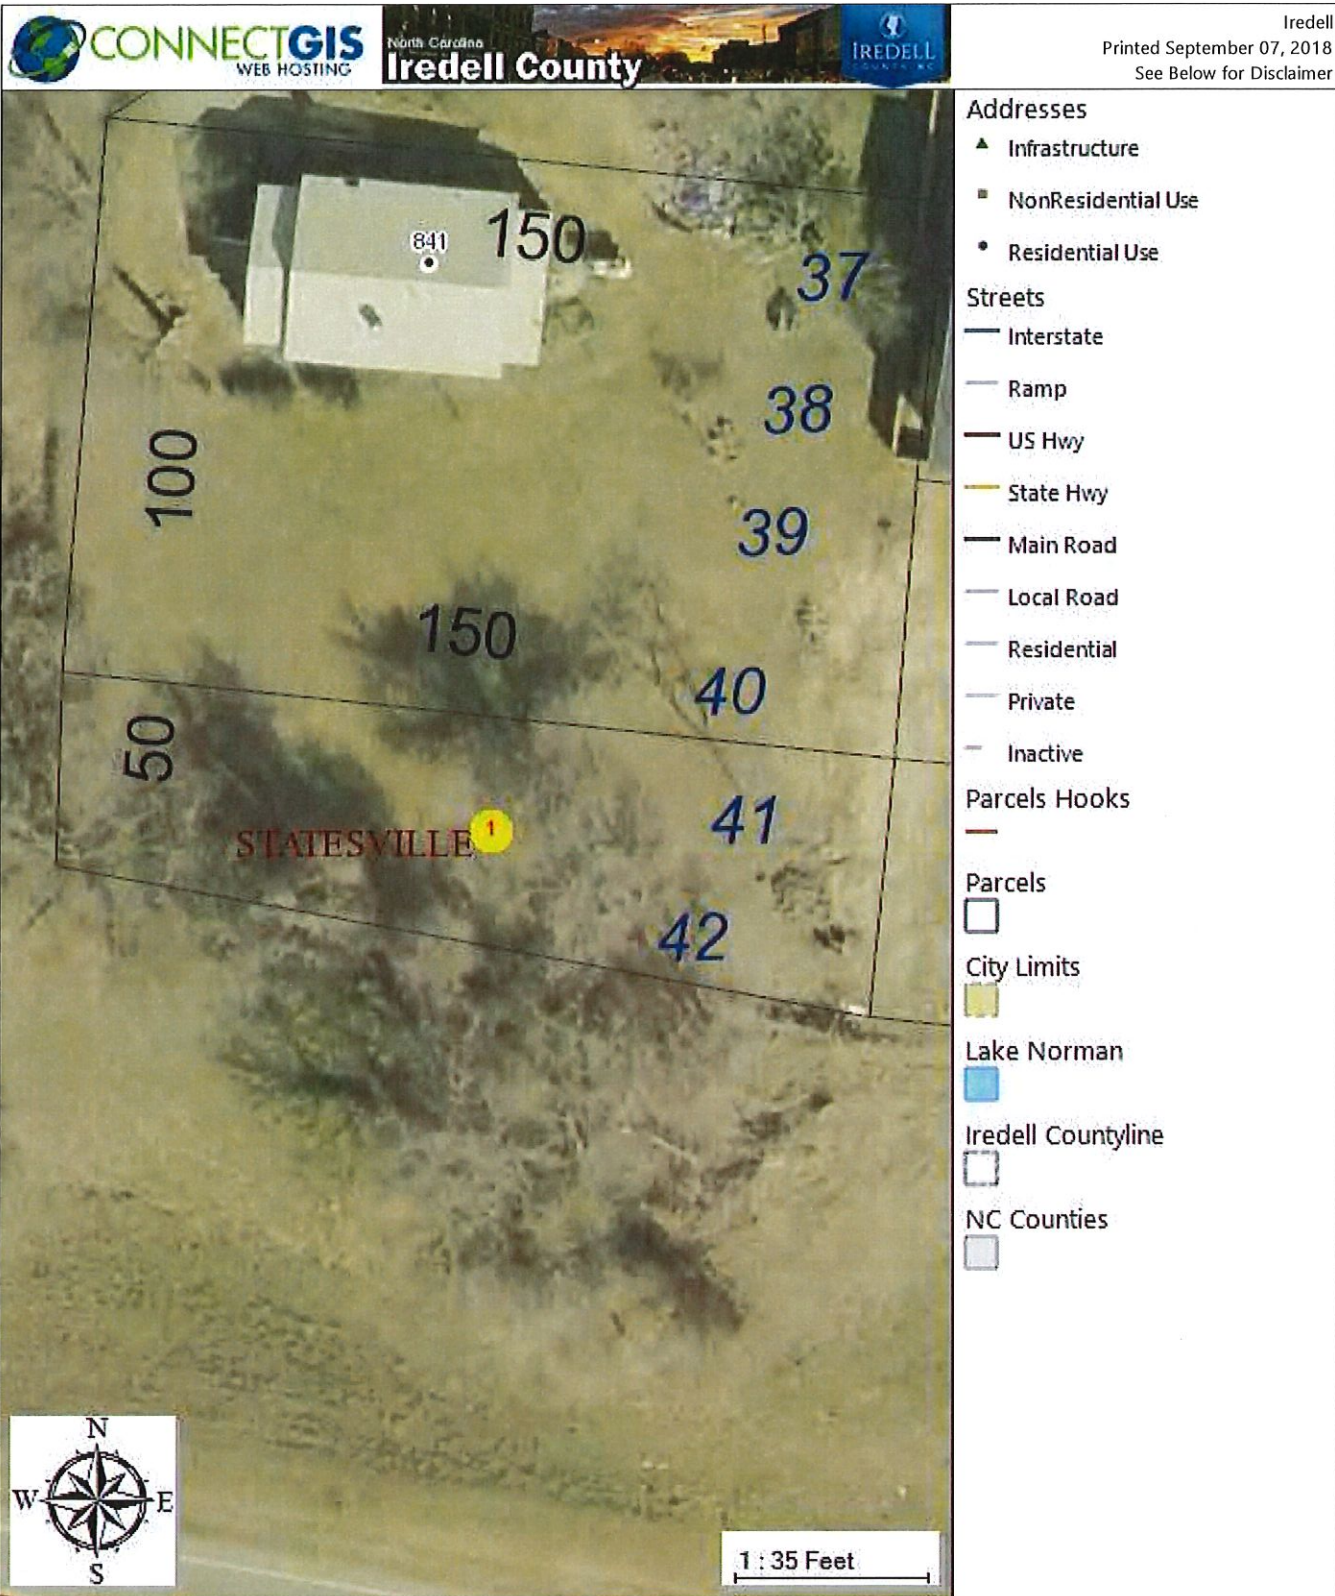 CONNECTGIS
WEB HOSTING
North Carolina
Iredell County
IREDELL
COUNTY NC
Iredell
Printed September 07, 2018
See Below for Disclaimer
841
150
37
38
100
39
150
40
50
41
STATESVILLE
1
42
N
W E
S
1 : 35 Feet
Addresses
Infrastructure
NonResidential Use
Residential Use
Streets
Interstate
Ramp
US Hwy
State Hwy
Main Road
Local Road
Residential
Private
Inactive
Parcels Hooks
Parcels
City Limits
Lake Norman
Iredell Countyline
NC Counties